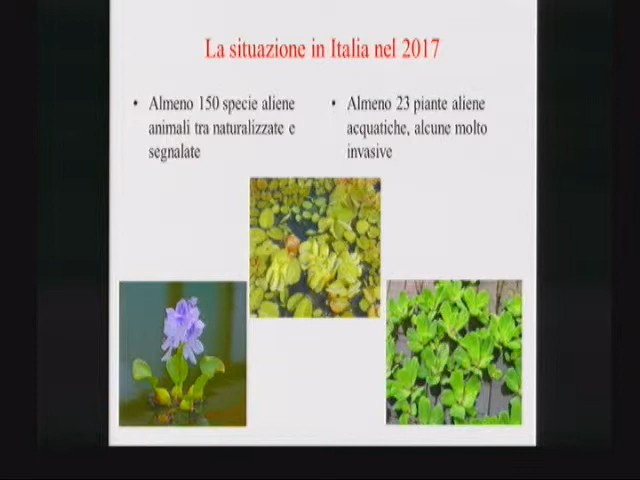 La situazione in Italia nel 2017
• Almeno 150 specie aliene
animali tra naturalizzate e
segnalate
• Almeno 23 piante aliene
acquatiche, alcune molto
invasive